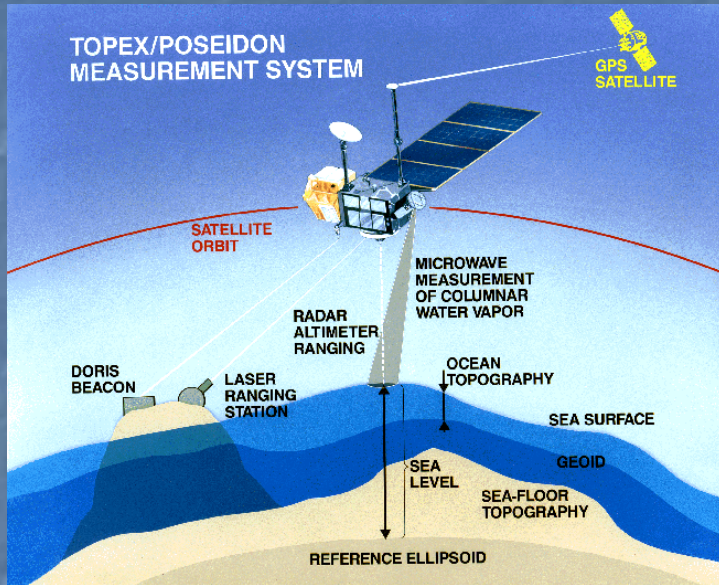 TOPEX/POSEIDON
MEASUREMENT SYSTEM
GPS
SATELLITE
SATELLITE
ORBIT
MICROWAVE
MEASUREMENT
OF COLUMNAR
WATER VAPOR
RADAR
ALTIMETER
RANGING
DORIS
BEACON
LASER
RANGING
STATION
OCEAN
TOPOGRAPHY
SEA SURFACE
GEOID
SEA
LEVEL
SEA-FLOOR
TOPOGRAPHY
REFERENCE ELLIPSOID